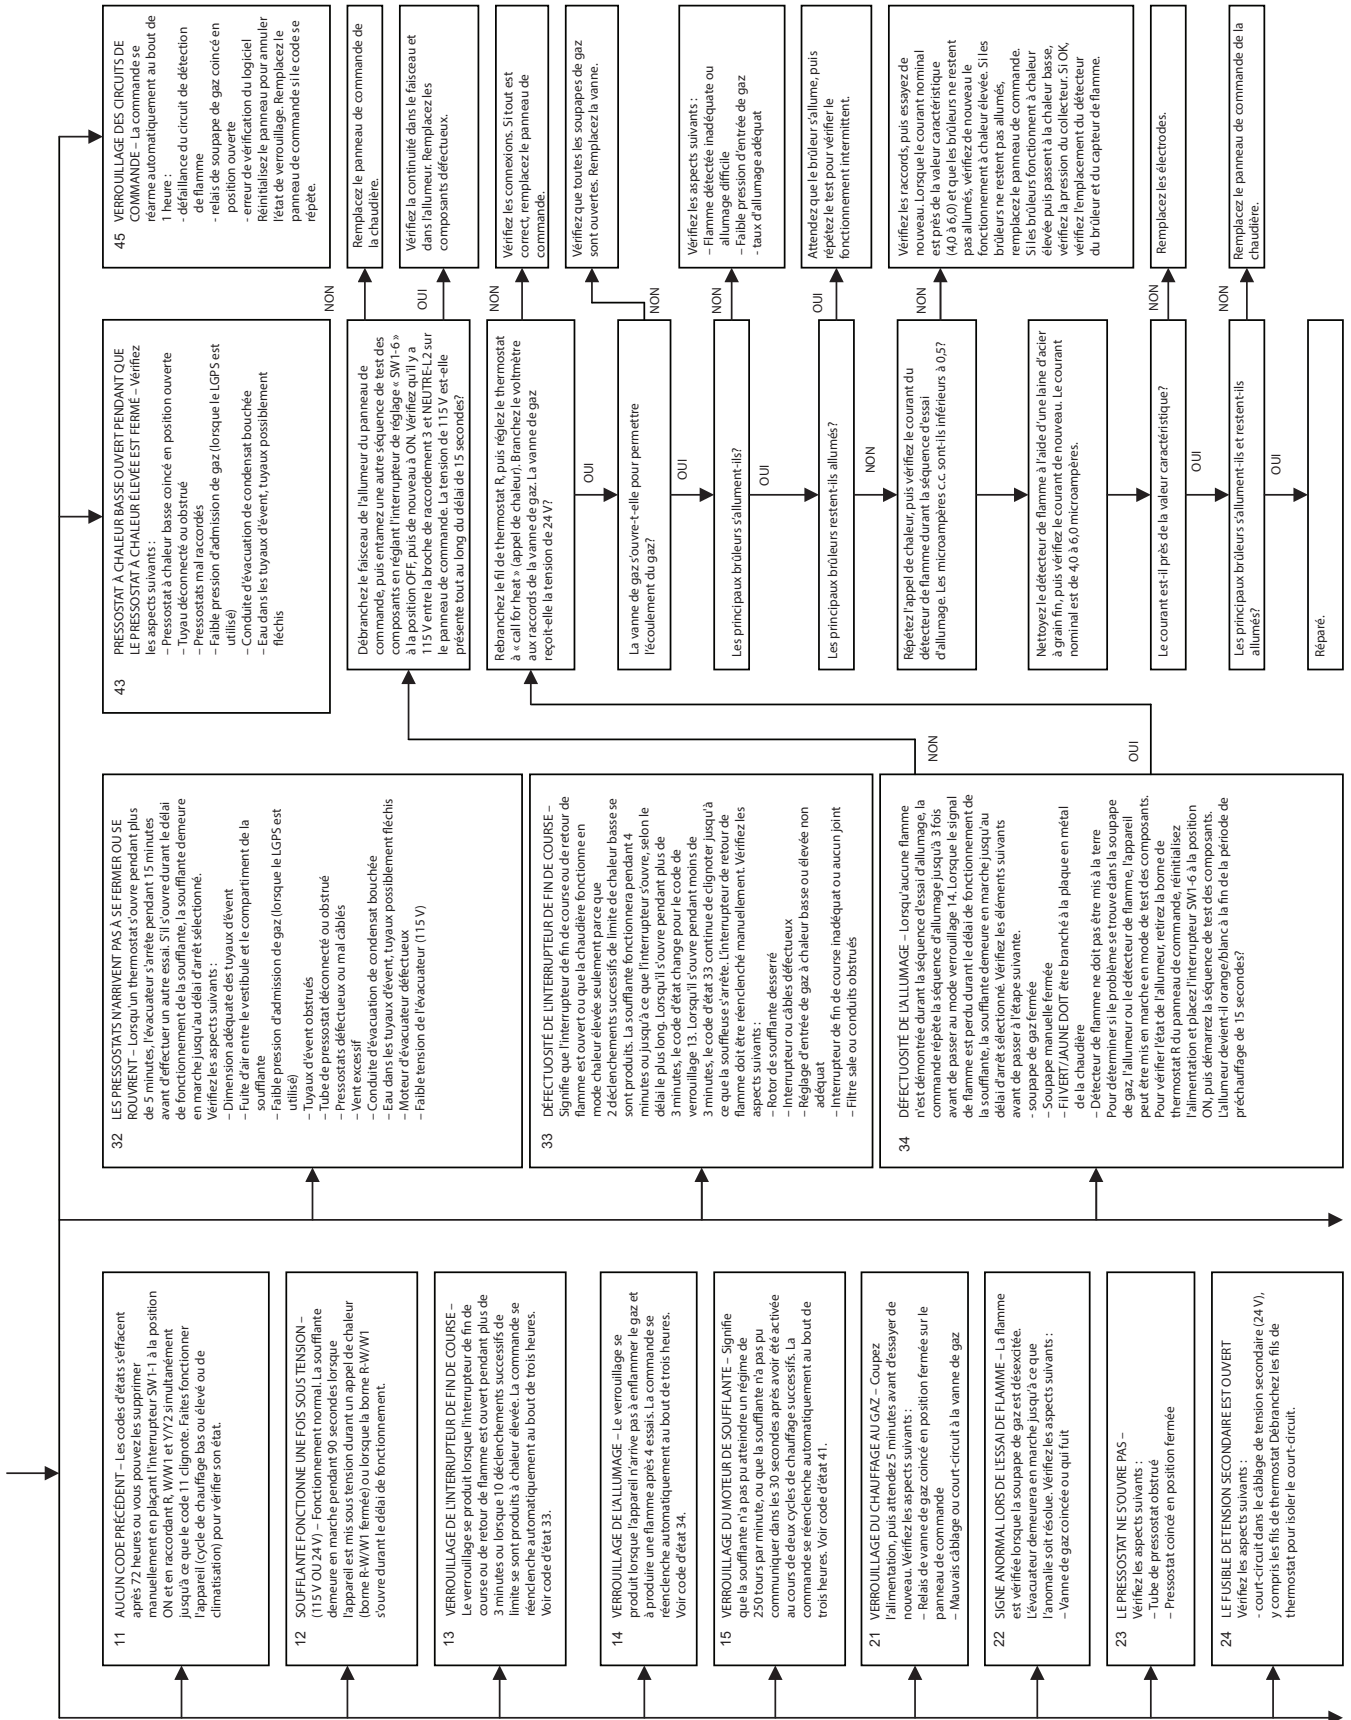 11 AUCUN CODE PRÉCÉDENT – Les codes d'états s'effacent
après 72 heures ou vous pouvez les supprimer
manuellement en plaçant l'interrupteur SW1-1 à la position
ON et en raccordant R, W/W1 et Y/Y2 simultanément
jusqu'à ce que le code 11 clignote. Faites fonctionner
l'appareil (cycle de chauffage bas ou élevé ou de
climatisation) pour vérifier son état.
12 SOUFFLANTE FONCTIONNE UNE FOIS SOUS TENSION –
(115 V OU 24 V) – Fonctionnement normal. La soufflante
demeure en marche pendant 90 secondes lorsque
l'appareil est mis sous tension durant un appel de chaleur
(borne R-W/W1 fermée) ou lorsque la borne R-W/W1
s'ouvre durant le délai de fonctionnement.
13 VERROUILLAGE DE L'INTERRUPTEUR DE FIN DE COURSE –
Le verrouillage se produit lorsque l'interrupteur de fin de
course ou de retour de flamme est ouvert pendant plus de
3 minutes ou lorsque 10 déclenchements successifs de
limite se sont produits à chaleur élevée. La commande se
réenclenche automatiquement au bout de trois heures.
Voir code d'état 33.
14 VERROUILLAGE DE L'ALLUMAGE – Le verrouillage se
produit lorsque l'appareil n'arrive pas à enflammer le gaz et
à produire une flamme après 4 essais. La commande se
réenclenche automatiquement au bout de trois heures.
Voir code d'état 34.
15 VERROUILLAGE DU MOTEUR DE SOUFFLANTE – Signifie
que la soufflante n'a pas pu atteindre un régime de
250 tours par minute, ou que la soufflante n'a pas pu
communiquer dans les 30 secondes après avoir été activée
au cours de deux cycles de chauffage successifs. La
commande se réenclenche automatiquement au bout de
trois heures. Voir code d'état 41.
21 VERROUILLAGE DU CHAUFFAGE AU GAZ – Coupez
l'alimentation, puis attendez 5 minutes avant d'essayer de
nouveau. Vérifiez les aspects suivants :
– Relais de vanne de gaz coincé en position fermée sur le
panneau de commande
– Mauvais câblage ou court-circuit à la vanne de gaz
22 SIGNE ANORMAL LORS DE L'ESSAI DE FLAMME – La flamme
est vérifiée lorsque la soupape de gaz est désexcitée.
L'évacuateur demeurera en marche jusqu'à ce que
l'anomalie soit résolue. Vérifiez les aspects suivants :
– Vanne de gaz coincée ou qui fuit
23 LE PRESSOSTAT NE S'OUVRE PAS –
Vérifiez les aspects suivants :
– Tube de pressostat obstrué
– Pressostat coincé en position fermée
24 LE FUSIBLE DE TENSION SECONDAIRE EST OUVERT
Vérifiez les aspects suivants :
- court-circuit dans le câblage de tension secondaire (24 V),
y compris les fils de thermostat Débranchez les fils de
thermostat pour isoler le court-circuit.
32 LES PRESSOSTATS N'ARRIVENT PAS À SE FERMER OU SE
ROUVRENT – Lorsqu'un thermostat s'ouvre pendant plus
de 5 minutes, l'évacuateur s'arrête pendant 15 minutes
avant d'effectuer un autre essai. S'il s'ouvre durant le délai
de fonctionnement de la soufflante, la soufflante demeure
en marche jusqu'au délai d'arrêt sélectionné.
Vérifiez les aspects suivants :
– Dimension adéquate des tuyaux d'évent
– Fuite d'air entre le vestibule et le compartiment de la
soufflante
– Faible pression d'admission de gaz (lorsque le LGPS est
utilisé)
– Tuyaux d'évent obstrués
– Tube de pressostat déconnecté ou obstrué
– Pressostats défectueux ou mal câblés
– Vent excessif
– Conduite d'évacuation de condensat bouchée
– Eau dans les tuyaux d'évent, tuyaux possiblement fléchis
– Moteur d'évacuateur défectueux
– Faible tension de l'évacuateur (115 V)
33 DÉFECTUOSITÉ DE L'INTERRUPTEUR DE FIN DE COURSE –
Signifie que l'interrupteur de fin de course ou de retour de
flamme est ouvert ou que la chaudière fonctionne en
mode chaleur élevée seulement parce que
2 déclenchements successifs de limite de chaleur basse se
sont produits. La soufflante fonctionnera pendant 4
minutes ou jusqu'à ce que l'interrupteur s'ouvre, selon le
délai le plus long. Lorsqu'il s'ouvre pendant plus de
3 minutes, le code d'état change pour le code de
verrouillage 13. Lorsqu'il s'ouvre pendant moins de
3 minutes, le code d'état 33 continue de clignoter jusqu'à
ce que la souffleuse s'arrête. L'interrupteur de retour de
flamme doit être réenclenché manuellement. Vérifiez les
aspects suivants :
– Rotor de soufflante desserré
– Interrupteur ou câbles défectueux
– Réglage d'entrée de gaz à chaleur basse ou élevée non
adéquat
– Interrupteur de fin de course inadéquat ou aucun joint
– Filtre sale ou conduits obstrués
34 DÉFECTUOSITÉ DE L'ALLUMAGE – Lorsqu'aucune flamme
n'est démontrée durant la séquence d'essai d'allumage, la
commande répète la séquence d'allumage jusqu'à 3 fois
avant de passer au mode verrouillage 14. Lorsque le signal
de flamme est perdu durant le délai de fonctionnement de
la soufflante, la soufflante demeure en marche jusqu'au
délai d'arrêt sélectionné. Vérifiez les éléments suivants
avant de passer à l'étape suivante.
- soupape de gaz fermée
– Soupape manuelle fermée
– Fil VERT/JAUNE DOIT être branché à la plaque en métal
de la chaudière
– Détecteur de flamme ne doit pas être mis à la terre
Pour déterminer si le problème se trouve dans la soupape
de gaz, l'allumeur ou le détecteur de flamme, l'appareil
peut être mis en marche en mode de test des composants.
Pour vérifier l'état de l'allumeur, retirez la borne de
thermostat R du panneau de commande, réinitialisez
l'alimentation et placez l'interrupteur SW1-6 à la position
ON, puis démarrez la séquence de test des composants.
L'allumeur devient-il orange/blanc à la fin de la période de
préchauffage de 15 secondes?
NON
OUI
43 PRESSOSTAT À CHALEUR BASSE OUVERT PENDANT QUE
LE PRESSOSTAT À CHALEUR ÉLEVÉE EST FERMÉ – Vérifiez
les aspects suivants :
– Pressostat à chaleur basse coincé en position ouverte
– Tuyau déconnecté ou obstrué
– Pressostats mal raccordés
– Faible pression d'admission de gaz (lorsque le LGPS est
utilisé)
– Conduite d'évacuation de condensat bouchée
– Eau dans les tuyaux d'évent, tuyaux possiblement
fléchis
Débranchez le faisceau de l'allumeur du panneau de
commande, puis entamez une autre séquence de test des
composants en réglant l'interrupteur de réglage « SW1-6 »
à la position OFF, puis de nouveau à ON. Vérifiez qu'il y a
115 V entre la broche de raccordement 3 et NEUTRE-L2 sur
le panneau de commande. La tension de 115 V est-elle
présente tout au long du délai de 15 secondes?
NON
OUI
Rebranchez le fil de thermostat R, puis réglez le thermostat
à « call for heat » (appel de chaleur). Branchez le voltmètre
aux raccords de la vanne de gaz. La vanne de gaz
reçoit-elle la tension de 24 V?
NON
OUI
La vanne de gaz s'ouvre-t-elle pour permettre
l'écoulement du gaz?
NON
OUI
Les principaux brûleurs s'allument-ils?
NON
OUI
Les principaux brûleurs restent-ils allumés?
OUI
NON
Répétez l'appel de chaleur, puis vérifiez le courant du
détecteur de flamme durant la séquence d'essai
d'allumage. Les microampères c.c. sont-ils inférieurs à 0,5?
NON
Nettoyez le détecteur de flamme à l'aide d'une laine d'acier
à grain fin, puis vérifiez le courant de nouveau. Le courant
nominal est de 4,0 à 6,0 microampères.
Le courant est-il près de la valeur caractéristique?
NON
OUI
Les principaux brûleurs s'allument-ils et restent-ils
allumés?
NON
OUI
Réparé.
45 VERROUILLAGE DES CIRCUITS DE
COMMANDE – La commande se
réarme automatiquement au bout de
1 heure :
- défaillance du circuit de détection
de flamme
- relais de soupape de gaz coincé en
position ouverte
- erreur de vérification du logiciel
Réinitialisez le panneau pour annuler
l'état de verrouillage. Remplacez le
panneau de commande si le code se
répète.
Remplacez le panneau de commande de
la chaudière.
Vérifiez la continuité dans le faisceau et
dans l'allumeur. Remplacez les
composants défectueux.
Vérifiez les connexions. Si tout est
correct, remplacez le panneau de
commande.
Vérifiez que toutes les soupapes de gaz
sont ouvertes. Remplacez la vanne.
Vérifiez les aspects suivants :
– Flamme détectée inadéquate ou
allumage difficile
– Faible pression d'entrée de gaz
- taux d'allumage adéquat
Attendez que le brûleur s'allume, puis
répétez le test pour vérifier le
fonctionnement intermittent.
Vérifiez les raccords, puis essayez de
nouveau. Lorsque le courant nominal
est près de la valeur caractéristique
(4,0 à 6,0) et que les brûleurs ne restent
pas allumés, vérifiez de nouveau le
fonctionnement à chaleur élevée. Si les
brûleurs ne restent pas allumés,
remplacez le panneau de commande.
Si les brûleurs fonctionnent à chaleur
élevée puis passent à la chaleur basse,
vérifiez la pression du collecteur. Si OK,
vérifiez l'emplacement du détecteur
du brûleur et du capteur de flamme.
Remplacez les électrodes.
Remplacez le panneau de commande de la
chaudière.